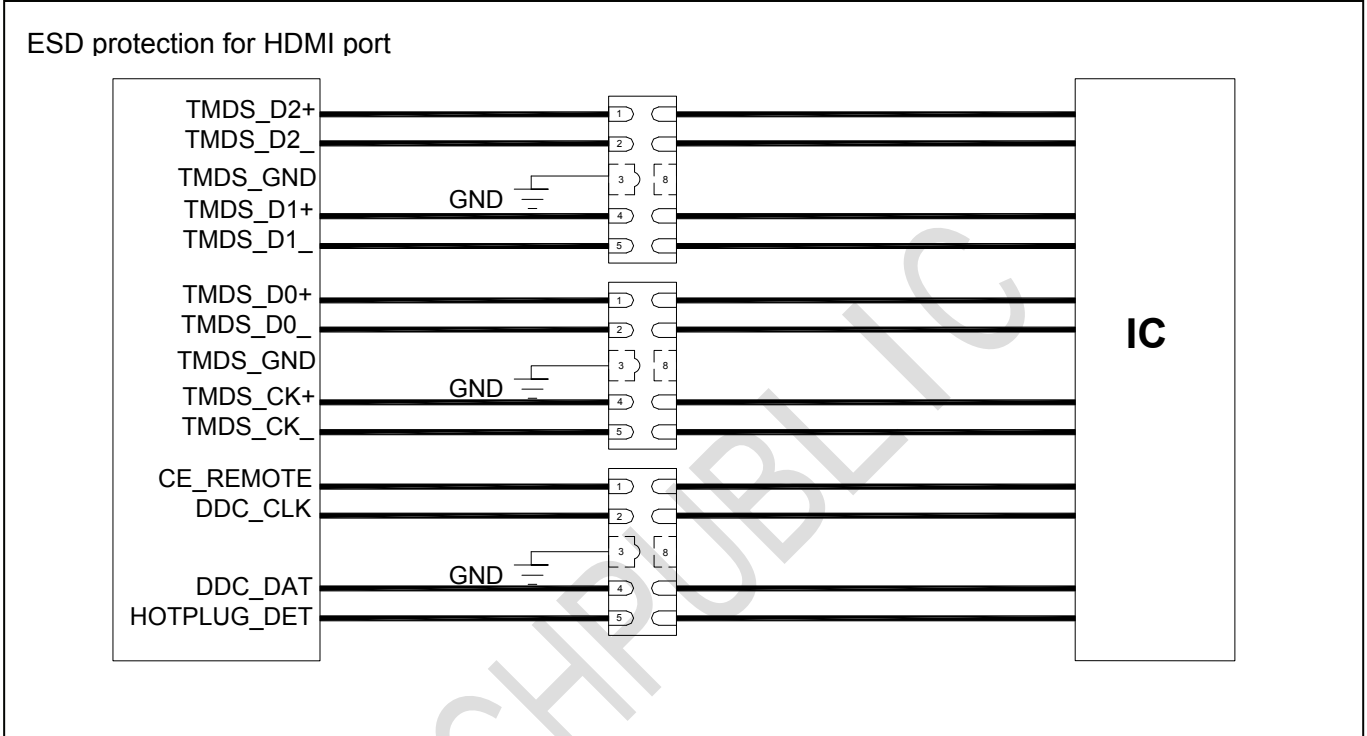 ESD protection for HDMI port
TMDS_D2+
TMDS_D2_
TMDS_GND
TMDS_D1+
TMDS_D1_
GND
1
2
3 8
4
5
TMDS_D0+
TMDS_D0_
TMDS_GND
TMDS_CK+
TMDS_CK_
GND
1
2
3 8
4
5
CE_REMOTE
DDC_CLK
DDC_DAT
HOTPLUG_DET
GND
1
2
3 8
4
5
IC
CHPUBLIC